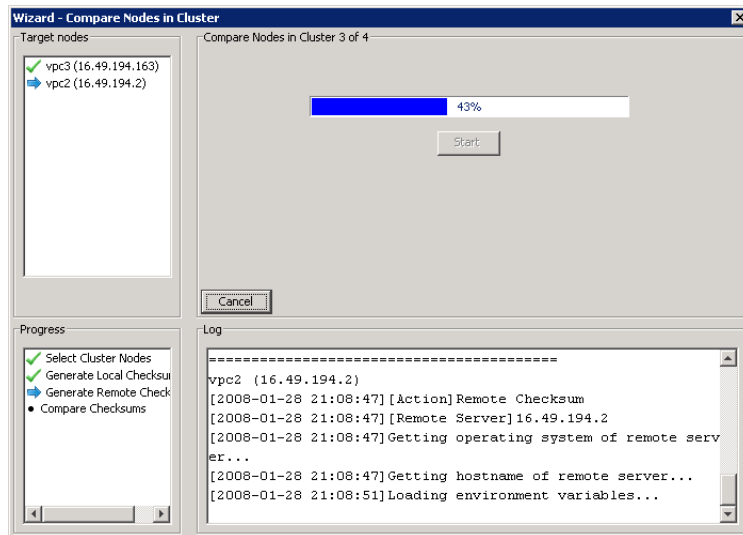 Wizard - Compare Nodes in Cluster
Target nodes
vpc3 (16.49.194.163)
vpc2 (16.49.194.2)
Compare Nodes in Cluster 3 of 4
43%
Start
Cancel
Progress
Select Cluster Nodes
Generate Local Checksu
Generate Remote Check
Compare Checksums
Log
==========================================
vpc2 (16.49.194.2)
[2008-01-28 21:08:47][Action]Remote Checksum
[2008-01-28 21:08:47][Remote Server]16.49.194.2
[2008-01-28 21:08:47]Getting operating system of remote serv
er...
[2008-01-28 21:08:47]Getting hostname of remote server...
[2008-01-28 21:08:51]Loading environment variables...